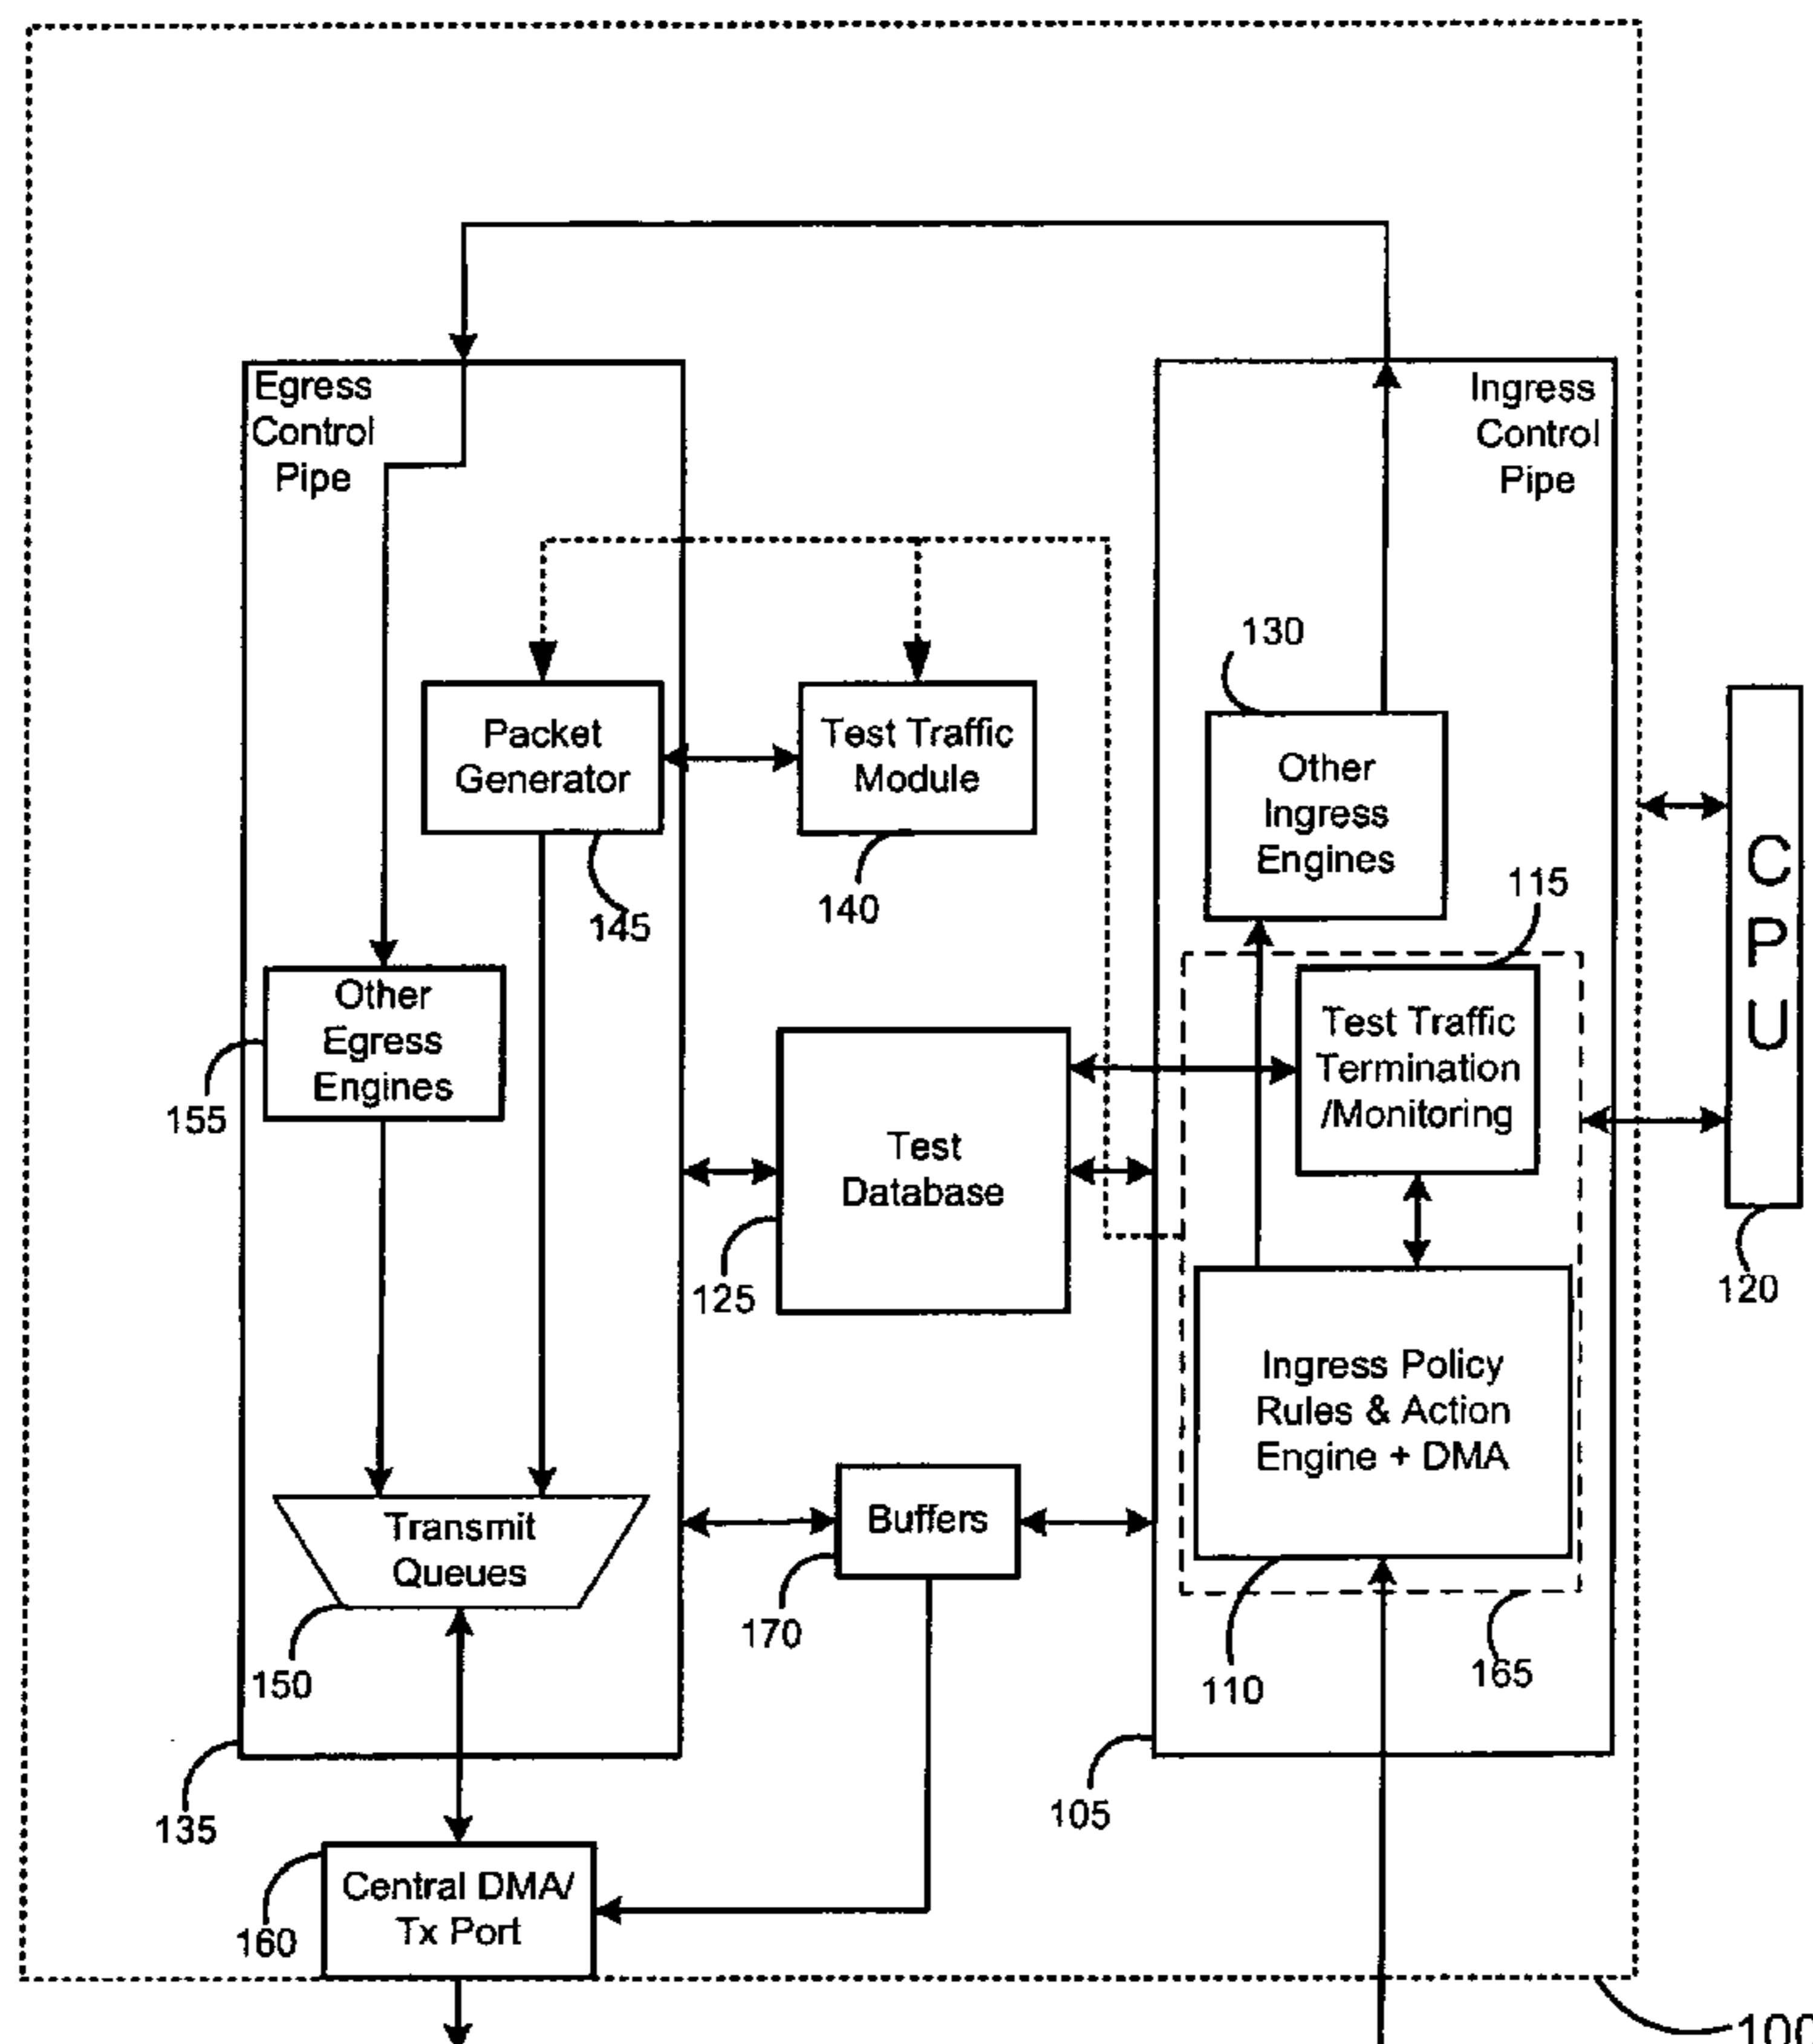 Egress
Control
Pipe
Ingress
Control
Pipe
130
Packet
Generator
Test Traffic
Module
Other
Ingress
Engines
C
P
U
115
140
145
Other
Egress
Engines
Test Traffic
Termination
/Monitoring
155
Test
Database
125
120
Ingress Policy
Rules & Action
Engine + DMA
Transmit
Queues
Buffers
170
150
110
165
135
105
Central DMA/
Tx Port
160
100